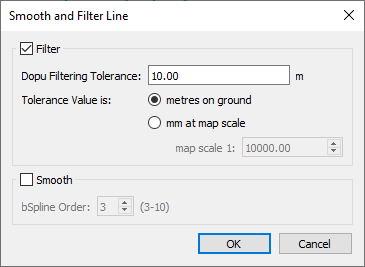 Smooth and Filter Line
Filter
Dopu Filtering Tolerance: 10.00 m
Tolerance Value is: metres on ground
mm at map scale
map scale 1: 10000.00
Smooth
bSpline Order: 3 (3-10)
OK Cancel